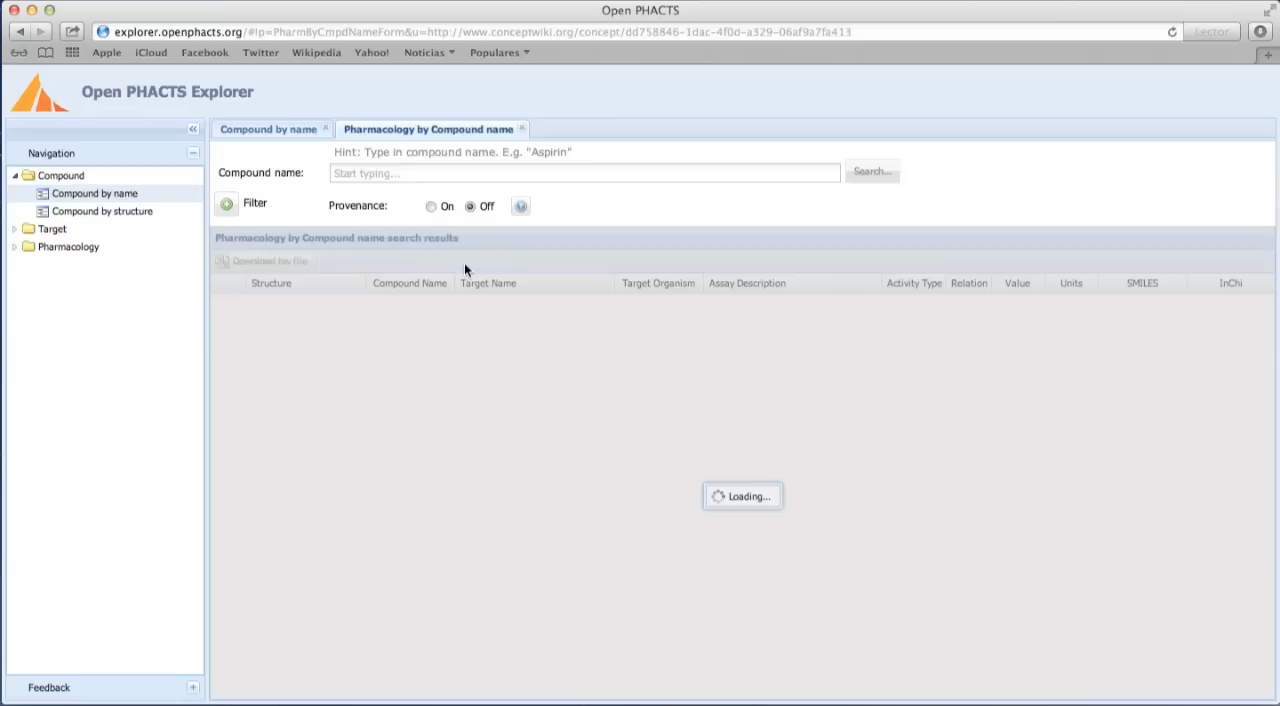 Open PHACTS
explorer.openphacts.org/#!p=PharmByCmpdNameForm&u=http://www.conceptwiki.org/concept/dd758846-1dac-4f0d-a329-06af9a7fa413
Lector
Apple iCloud Facebook Twitter Wikipedia Yahoo! Noticias Populares
Open PHACTS Explorer
Navigation
Compound
Compound by name
Compound by structure
Target
Pharmacology
Feedback
Compound by name Pharmacology by Compound name
Hint: Type in compound name. E.g. "Aspirin"
Compound name: Start typing... Search...
Filter Provenance: On Off
Pharmacology by Compound name search results
Download tsv file
Structure Compound Name Target Name Target Organism Assay Description Activity Type Relation Value Units SMILES InChi
Loading...